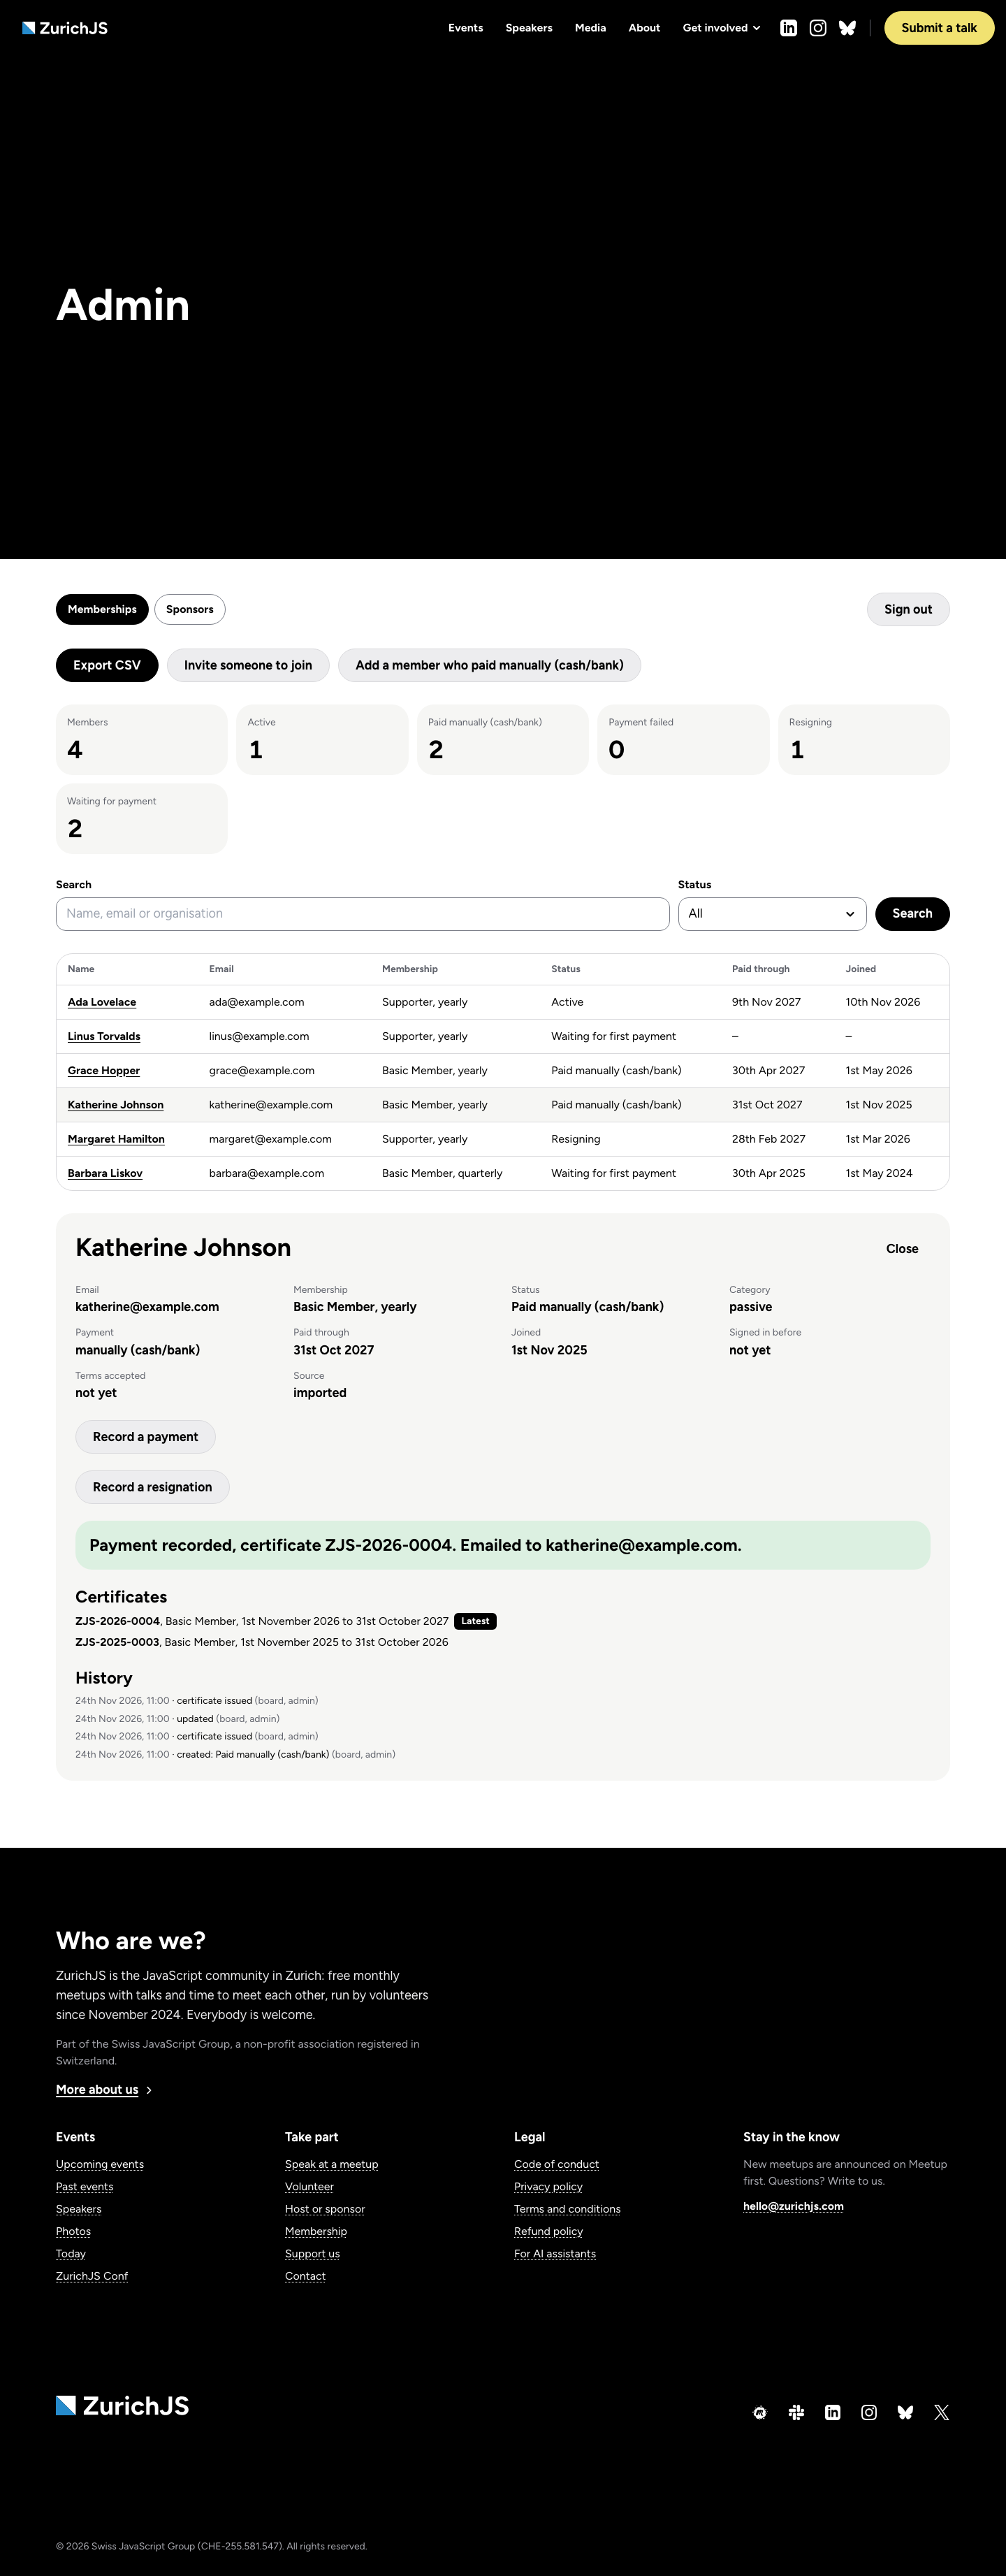 ZurichJS
Events Speakers Media About Get involved Submit a talk
Admin
Memberships Sponsors Sign out
Export CSV Invite someone to join Add a member who paid manually (cash/bank)
Members Active Paid manually (cash/bank) Payment failed Resigning
4 1 2 0 1
Waiting for payment
2
Search Status
Name, email or organisation All Search
Name Email Membership Status Paid through Joined
Ada Lovelace ada@example.com Supporter, yearly Active 9th Nov 2027 10th Nov 2026
Linus Torvalds linus@example.com Supporter, yearly Waiting for first payment – –
Grace Hopper grace@example.com Basic Member, yearly Paid manually (cash/bank) 30th Apr 2027 1st May 2026
Katherine Johnson katherine@example.com Basic Member, yearly Paid manually (cash/bank) 31st Oct 2027 1st Nov 2025
Margaret Hamilton margaret@example.com Supporter, yearly Resigning 28th Feb 2027 1st Mar 2026
Barbara Liskov barbara@example.com Basic Member, quarterly Waiting for first payment 30th Apr 2025 1st May 2024
Katherine Johnson Close
Email Membership Status Category
katherine@example.com Basic Member, yearly Paid manually (cash/bank) passive
Payment Paid through Joined Signed in before
manually (cash/bank) 31st Oct 2027 1st Nov 2025 not yet
Terms accepted Source
not yet imported
Record a payment
Record a resignation
Payment recorded, certificate ZJS-2026-0004. Emailed to katherine@example.com.
Certificates
ZJS-2026-0004, Basic Member, 1st November 2026 to 31st October 2027 Latest
ZJS-2025-0003, Basic Member, 1st November 2025 to 31st October 2026
History
24th Nov 2026, 11:00 · certificate issued (board, admin)
24th Nov 2026, 11:00 · updated (board, admin)
24th Nov 2026, 11:00 · certificate issued (board, admin)
24th Nov 2026, 11:00 · created: Paid manually (cash/bank) (board, admin)
Who are we?
ZurichJS is the JavaScript community in Zurich: free monthly
meetups with talks and time to meet each other, run by volunteers
since November 2024. Everybody is welcome.
Part of the Swiss JavaScript Group, a non-profit association registered in
Switzerland.
More about us
Events Take part Legal Stay in the know
Upcoming events Speak at a meetup Code of conduct New meetups are announced on Meetup
Past events Volunteer Privacy policy first. Questions? Write to us.
Speakers Host or sponsor Terms and conditions hello@zurichjs.com
Photos Membership Refund policy
Today Support us For AI assistants
ZurichJS Conf Contact
ZurichJS
© 2026 Swiss JavaScript Group (CHE-255.581.547). All rights reserved.